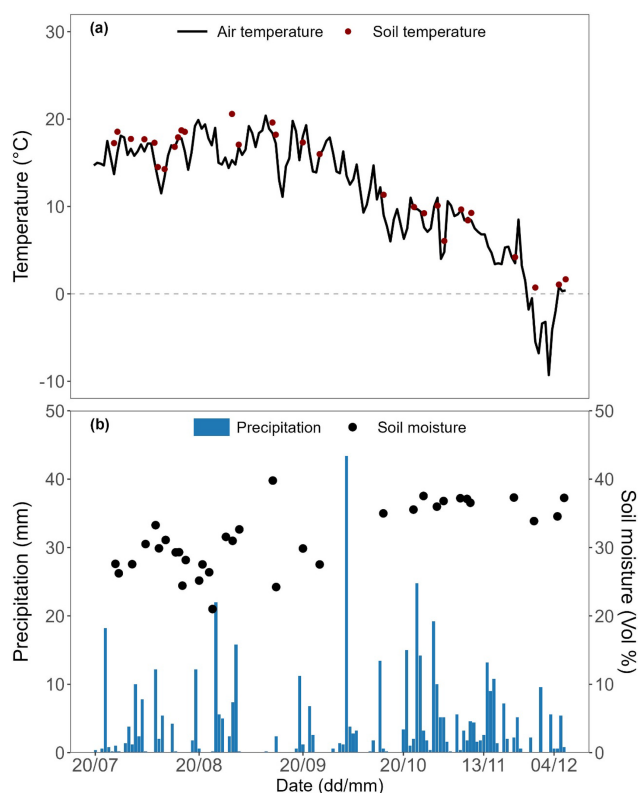 (a) Air temperature Soil temperature
30
20
10
0
-10
Temperature (°C)
(b) Precipitation Soil moisture
50 50
40 40
30 30
20 20
10 10
0 0
Precipitation (mm)
Soil moisture (Vol %)
20/07 20/08 20/09 20/10 13/11 04/12
Date (dd/mm)